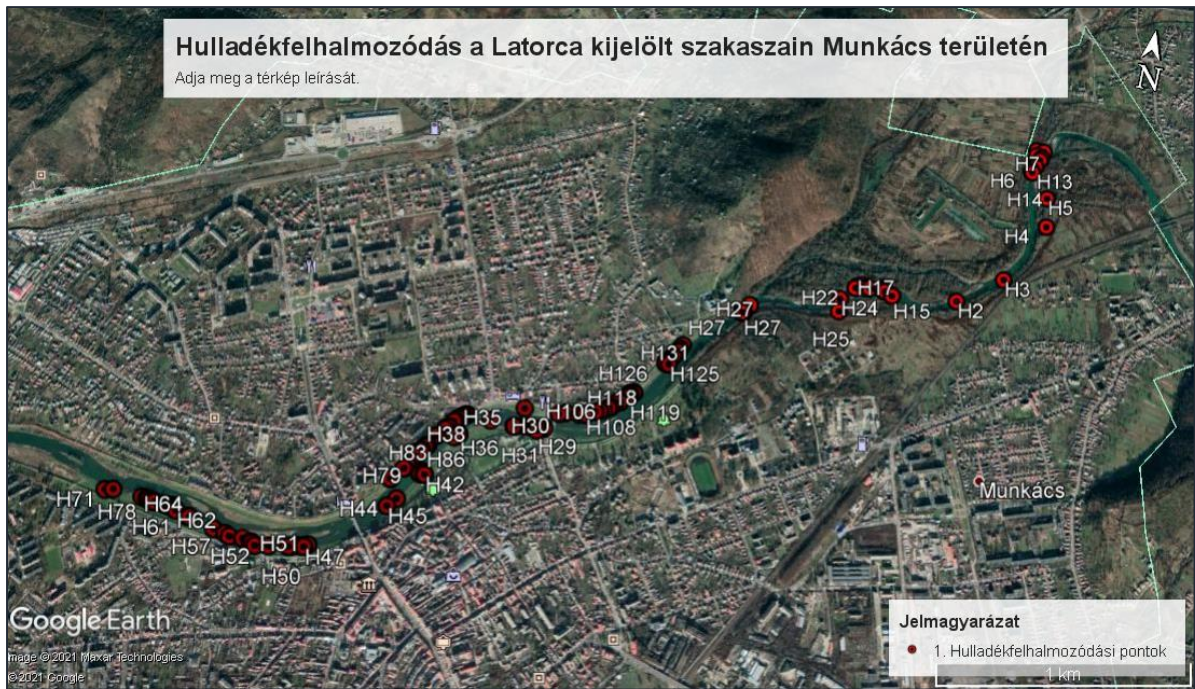 Hulladékfelhalmozódás a Latorca kijelölt szakaszain Munkács területén
Adja meg a térkép leírását.
N
H7
H6
H13
H14
H5
H4
H3
H17
H22
H24
H15
H2
H27
H27
H27
H25
H131
H126
H125
H118
H119
H106
H108
H35
H30
H38
H36
H31
H29
H83
H86
H79
H42
H71
H78
H64
H44
H45
H61
H62
H57
H52
H51
H47
H50
Munkács
Google Earth
Image © 2021 Maxar Technologies
© 2021 Google
Jelmagyarázat
1. Hulladékfelhalmozódási pontok
1 km